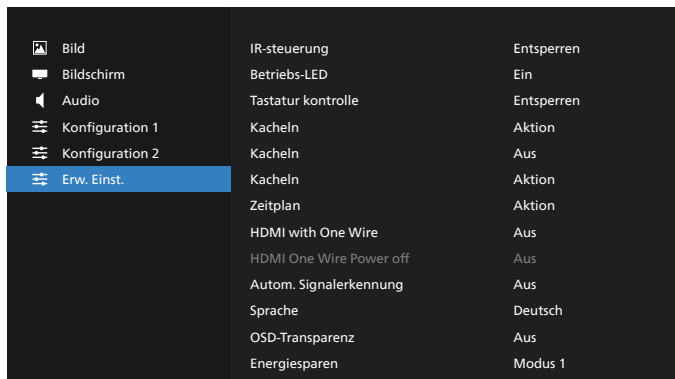 Bild
Bildschirm
Audio
Konfiguration 1
Konfiguration 2
Erw. Einst.
IR-steuerung Entsperren
Betriebs-LED Ein
Tastatur kontrolle Entsperren
Kacheln Aktion
Kacheln Aus
Kacheln Aktion
Zeitplan Aktion
HDMI with One Wire Aus
HDMI One Wire Power off Aus
Autom. Signalerkennung Aus
Sprache Deutsch
OSD-Transparenz Aus
Energiesparen Modus 1